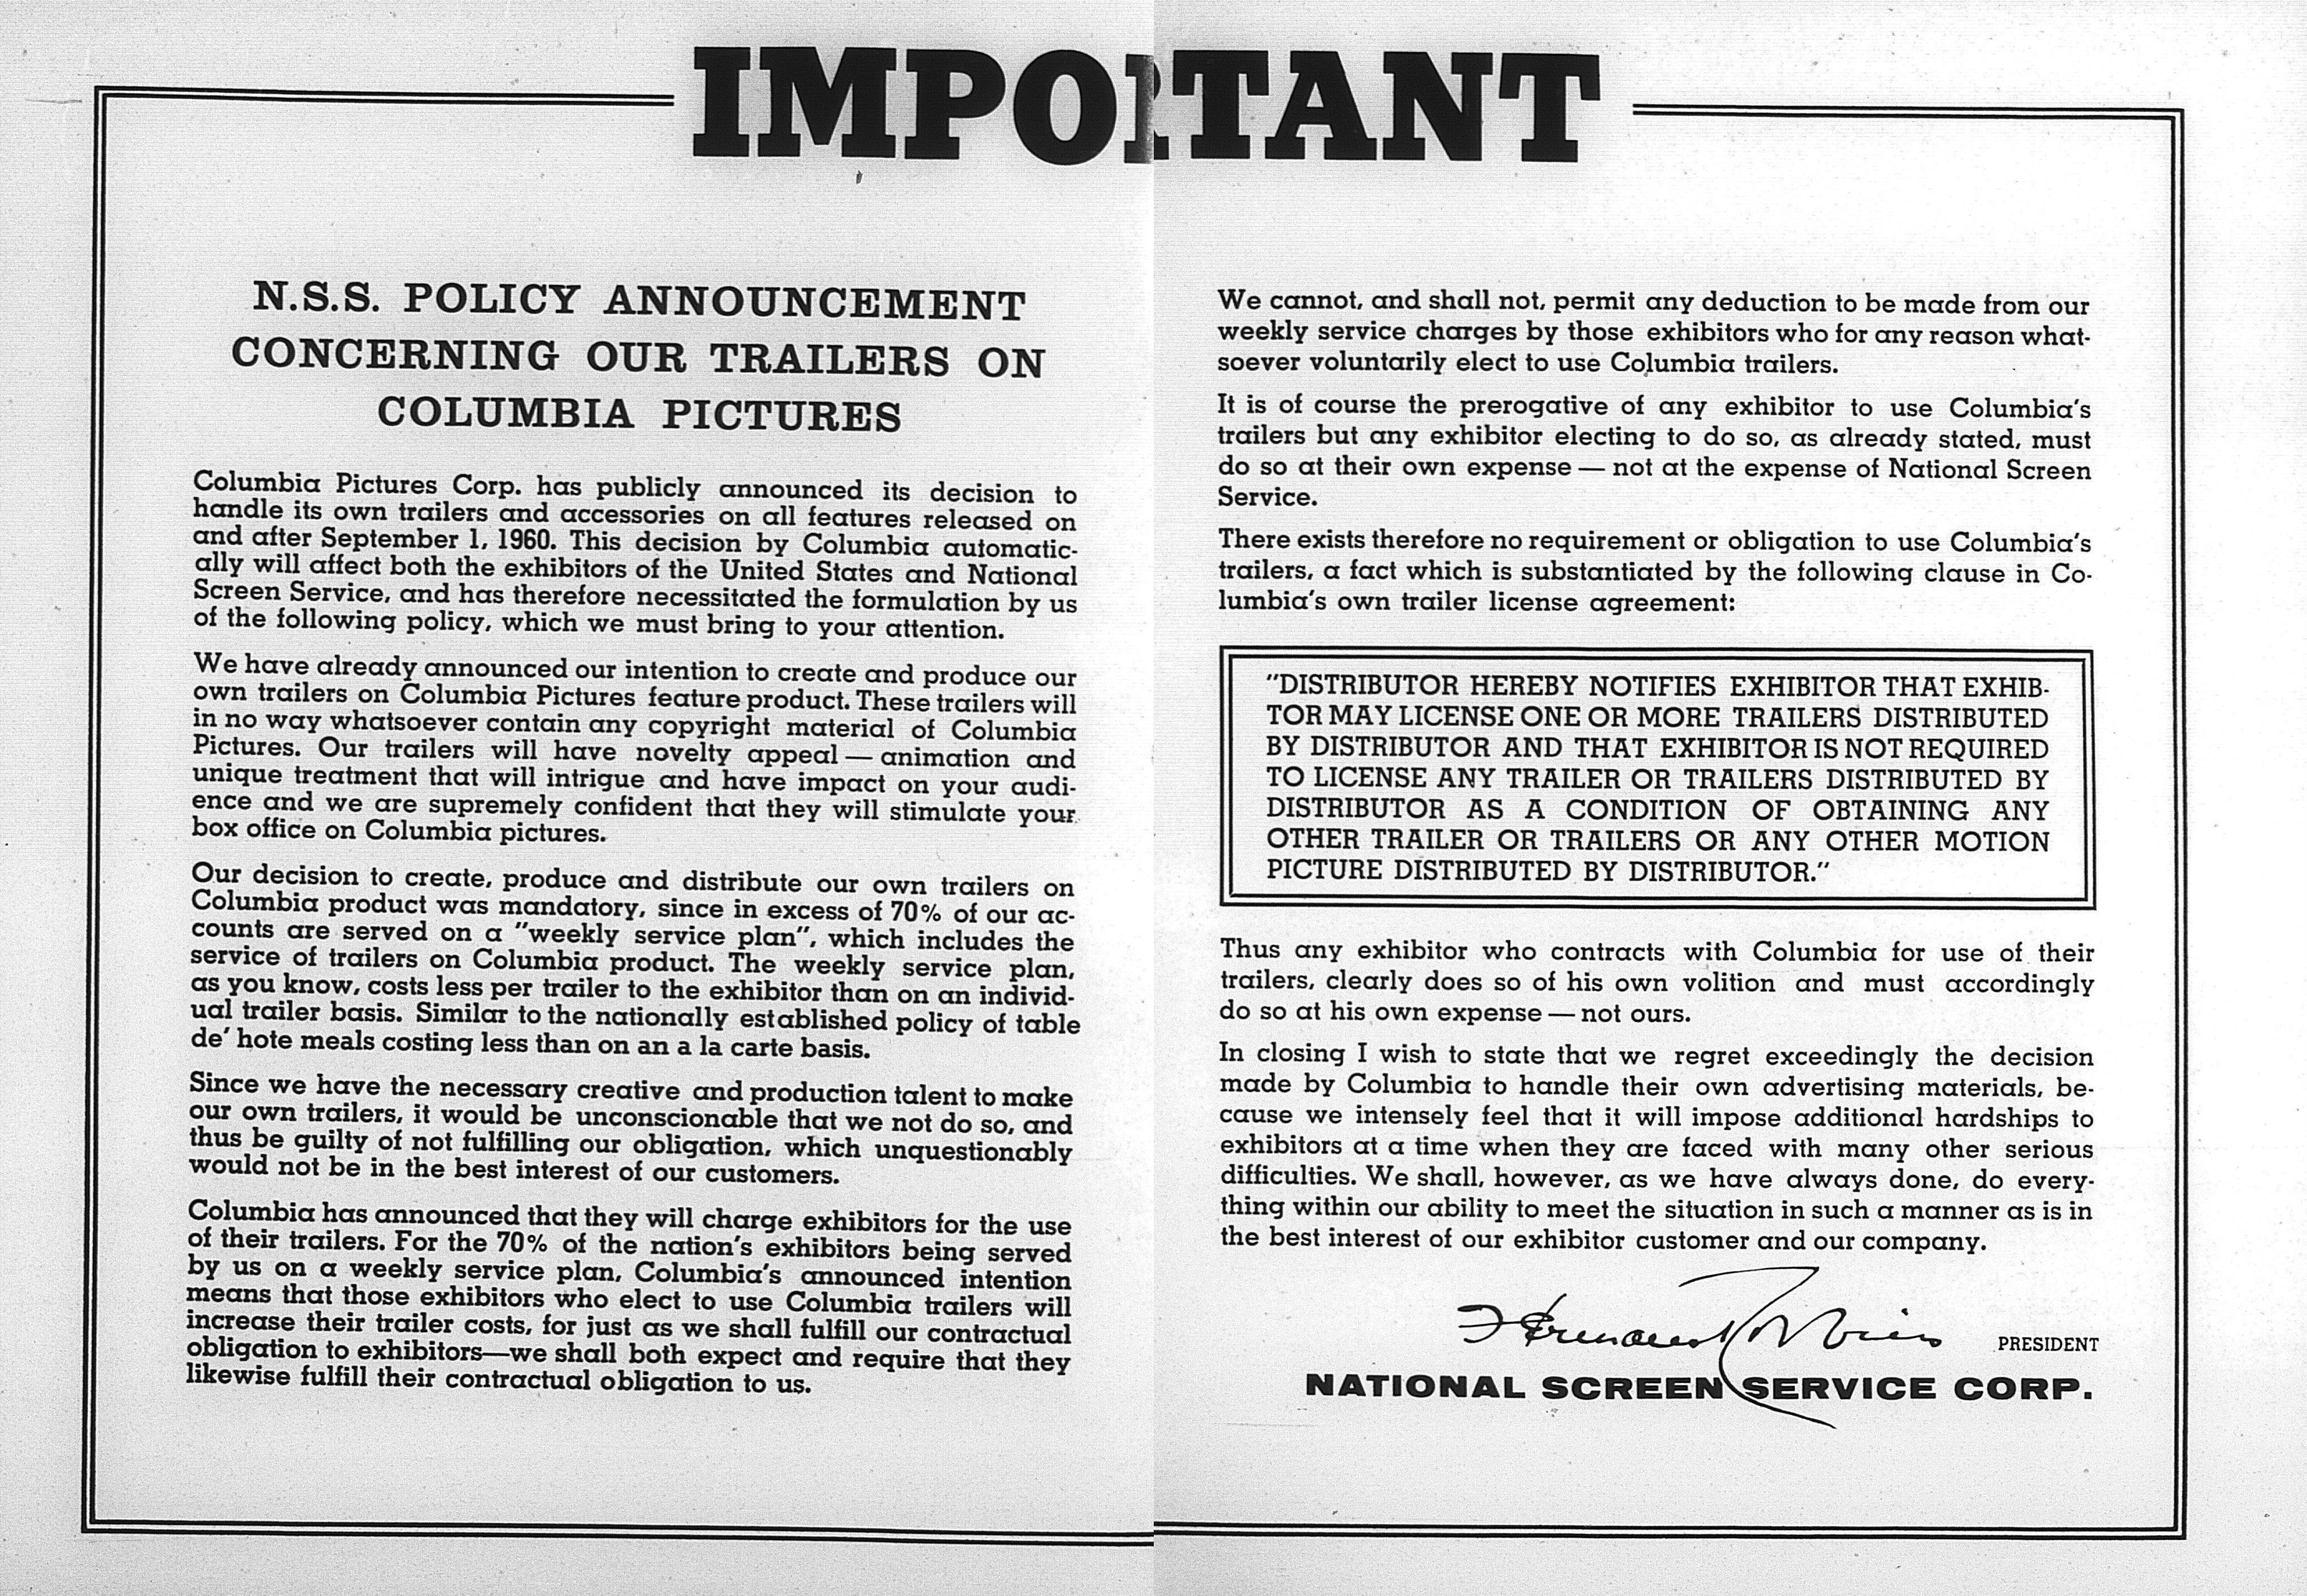 IMPORTANT
N.S.S. POLICY ANNOUNCEMENT
CONCERNING OUR TRAILERS ON
COLUMBIA PICTURES
Columbia Pictures Corp. has publicly announced its decision to
handle its own trailers and accessories on all features released on
and after September 1, 1960. This decision by Columbia automatic-
ally will affect both the exhibitors of the United States and National
Screen Service, and has therefore necessitated the formulation by us
of the following policy, which we must bring to your attention.
We have already announced our intention to create and produce our
own trailers on Columbia Pictures feature product. These trailers will
in no way whatsoever contain any copyright material of Columbia
Pictures. Our trailers will have novelty appeal — animation and
unique treatment that will intrigue and have impact on your audi-
ence and we are supremely confident that they will stimulate your
box office on Columbia pictures.
Our decision to create, produce and distribute our own trailers on
Columbia product was mandatory, since in excess of 70% of our ac-
counts are served on a "weekly service plan", which includes the
service of trailers on Columbia product. The weekly service plan,
as you know, costs less per trailer to the exhibitor than on an individ-
ual trailer basis. Similar to the nationally established policy of table
de' hote meals costing less than on an a la carte basis.
Since we have the necessary creative and production talent to make
our own trailers, it would be unconscionable that we not do so, and
thus be guilty of not fulfilling our obligation, which unquestionably
would not be in the best interest of our customers.
Columbia has announced that they will charge exhibitors for the use
of their trailers. For the 70% of the nation's exhibitors being served
by us on a weekly service plan, Columbia's announced intention
means that those exhibitors who elect to use Columbia trailers will
increase their trailer costs, for just as we shall fulfill our contractual
obligation to exhibitors—we shall both expect and require that they
likewise fulfill their contractual obligation to us.
We cannot, and shall not, permit any deduction to be made from our
weekly service charges by those exhibitors who for any reason what-
soever voluntarily elect to use Columbia trailers.
It is of course the prerogative of any exhibitor to use Columbia's
trailers but any exhibitor electing to do so, as already stated, must
do so at their own expense — not at the expense of National Screen
Service.
There exists therefore no requirement or obligation to use Columbia's
trailers, a fact which is substantiated by the following clause in Co-
lumbia's own trailer license agreement:
"DISTRIBUTOR HEREBY NOTIFIES EXHIBITOR THAT EXHIB-
TOR MAY LICENSE ONE OR MORE TRAILERS DISTRIBUTED
BY DISTRIBUTOR AND THAT EXHIBITOR IS NOT REQUIRED
TO LICENSE ANY TRAILER OR TRAILERS DISTRIBUTED BY
DISTRIBUTOR AS A CONDITION OF OBTAINING ANY
OTHER TRAILER OR TRAILERS OR ANY OTHER MOTION
PICTURE DISTRIBUTED BY DISTRIBUTOR."
Thus any exhibitor who contracts with Columbia for use of their
trailers, clearly does so of his own volition and must accordingly
do so at his own expense — not ours.
In closing I wish to state that we regret exceedingly the decision
made by Columbia to handle their own advertising materials, be-
cause we intensely feel that it will impose additional hardships to
exhibitors at a time when they are faced with many other serious
difficulties. We shall, however, as we have always done, do every-
thing within our ability to meet the situation in such a manner as is in
the best interest of our exhibitor customer and our company.
PRESIDENT
NATIONAL SCREEN SERVICE CORP.